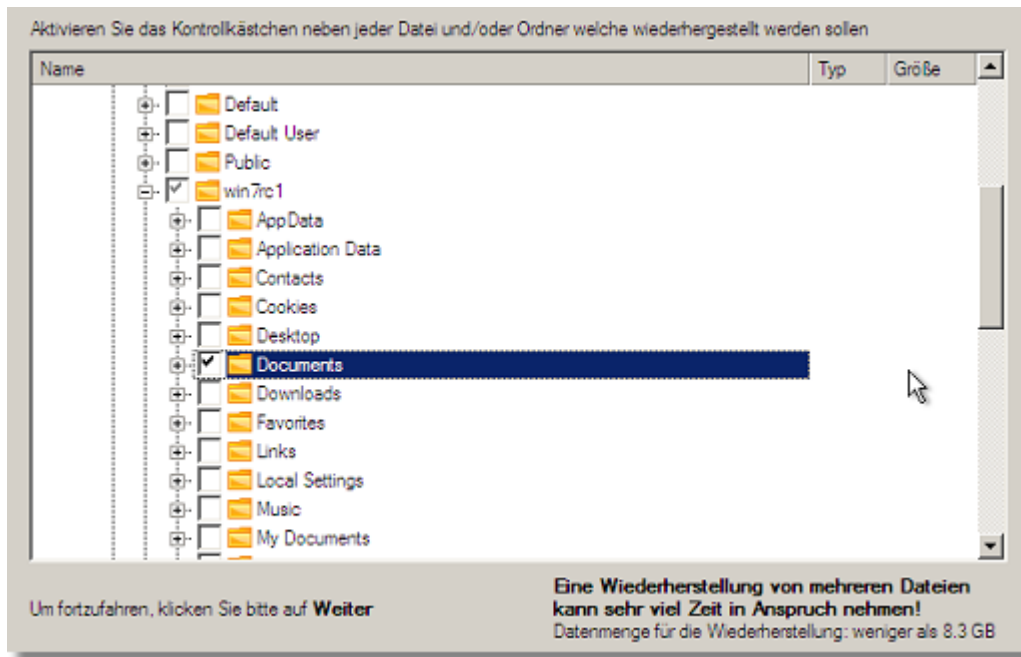 Aktivieren Sie das Kontrollkästchen neben jeder Datei und/oder Ordner welche wiederhergestellt werden sollen
Name Typ Größe
Default
Default User
Public
win7rc1
AppData
Application Data
Contacts
Cookies
Desktop
Documents
Downloads
Favorites
Links
Local Settings
Music
My Documents
Um fortzufahren, klicken Sie bitte auf Weiter
Eine Wiederherstellung von mehreren Dateien
kann sehr viel Zeit in Anspruch nehmen!
Datenmenge für die Wiederherstellung: weniger als 8.3 GB